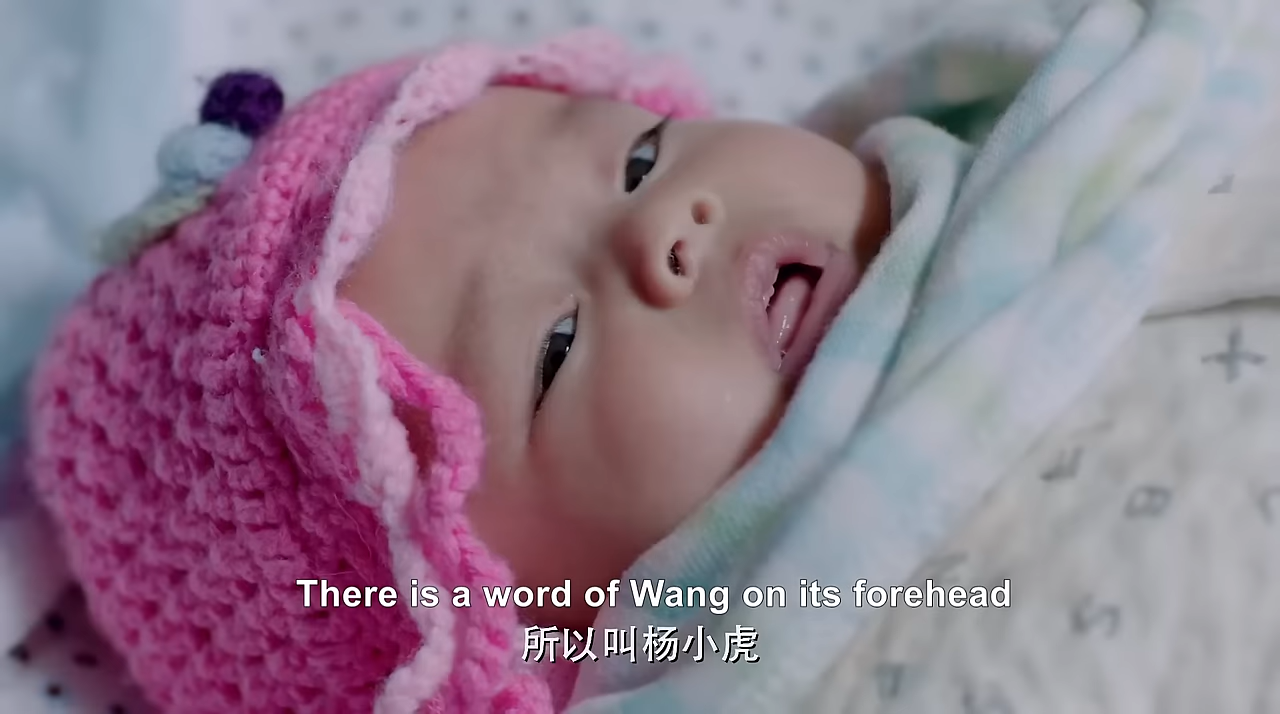 There is a word of Wang on its forehead
所以叫杨小虎